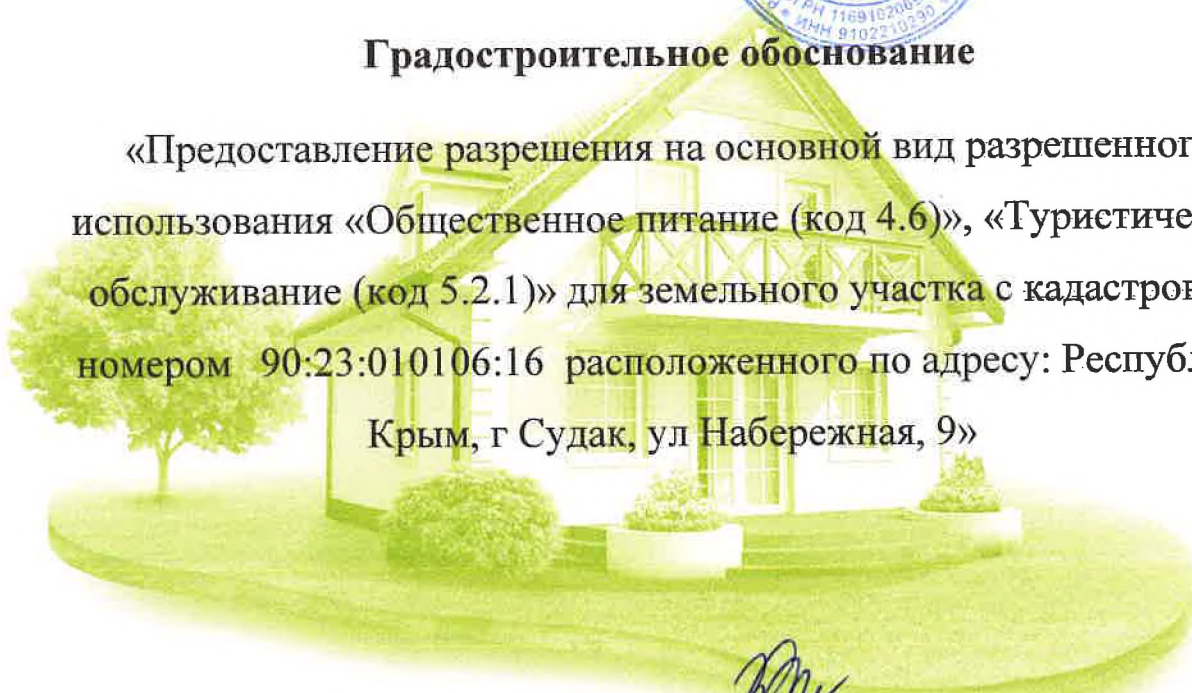 ИНН 9102210290
Градостроительное обоснование
«Предоставление разрешения на основной вид разрешенног
использования «Общественное питание (код 4.6)», «Туристиче
обслуживание (код 5.2.1)» для земельного участка с кадастров
номером 90:23:010106:16 расположенного по адресу: Республ
Крым, г Судак, ул Набережная, 9»